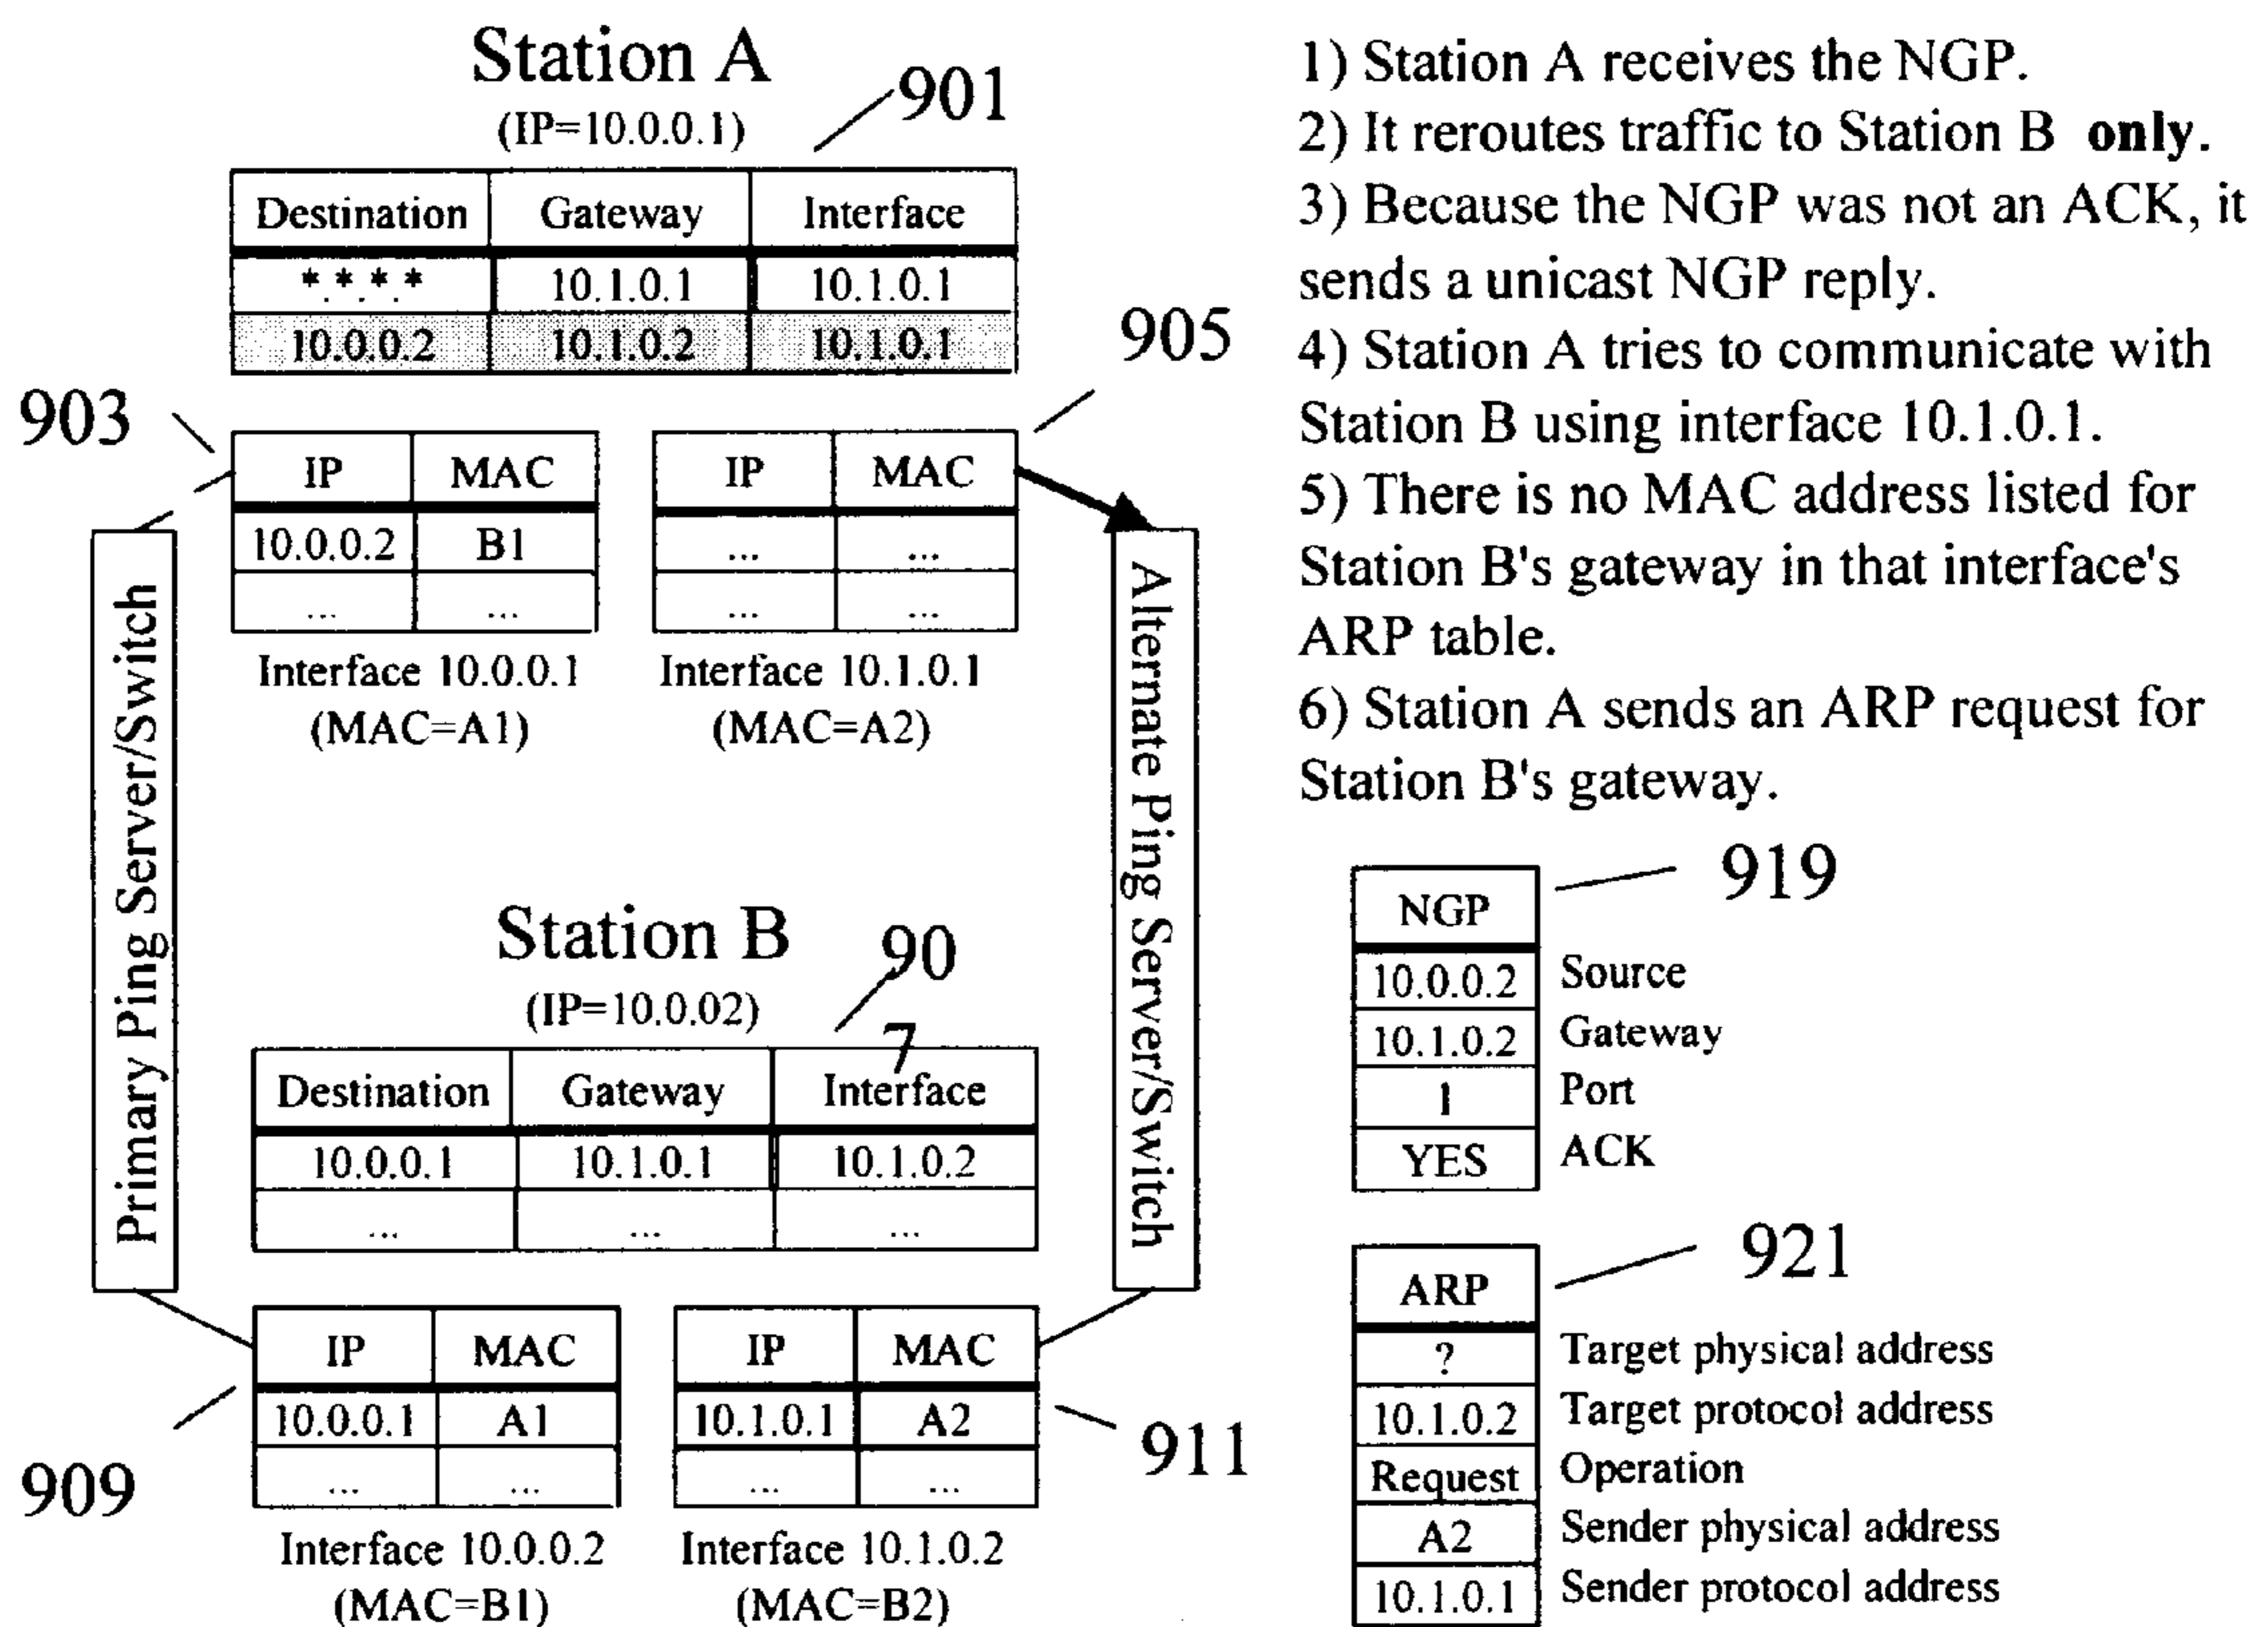 Station A
(IP=10.0.0.1)
901
Destination Gateway Interface
*.*.*.* 10.1.0.1 10.1.0.1
10.0.0.2 10.1.0.2 10.1.0.1
903
905
IP MAC
10.0.0.2 B1
... ...
Interface 10.0.0.1
(MAC=A1)
IP MAC
... ...
... ...
Interface 10.1.0.1
(MAC=A2)
Primary Ping Server/Switch
Alternate Ping Server/Switch
Station B
(IP=10.0.02)
90
7
Destination Gateway Interface
10.0.0.1 10.1.0.1 10.1.0.2
... ... ...
IP MAC
10.0.0.1 A1
... ...
Interface 10.0.0.2
(MAC=B1)
909
IP MAC
10.1.0.1 A2
... ...
Interface 10.1.0.2
(MAC=B2)
911
1) Station A receives the NGP.
2) It reroutes traffic to Station B only.
3) Because the NGP was not an ACK, it
sends a unicast NGP reply.
4) Station A tries to communicate with
Station B using interface 10.1.0.1.
5) There is no MAC address listed for
Station B's gateway in that interface's
ARP table.
6) Station A sends an ARP request for
Station B's gateway.
919
NGP
10.0.0.2 Source
10.1.0.2 Gateway
1 Port
YES ACK
921
ARP
? Target physical address
10.1.0.2 Target protocol address
Request Operation
A2 Sender physical address
10.1.0.1 Sender protocol address